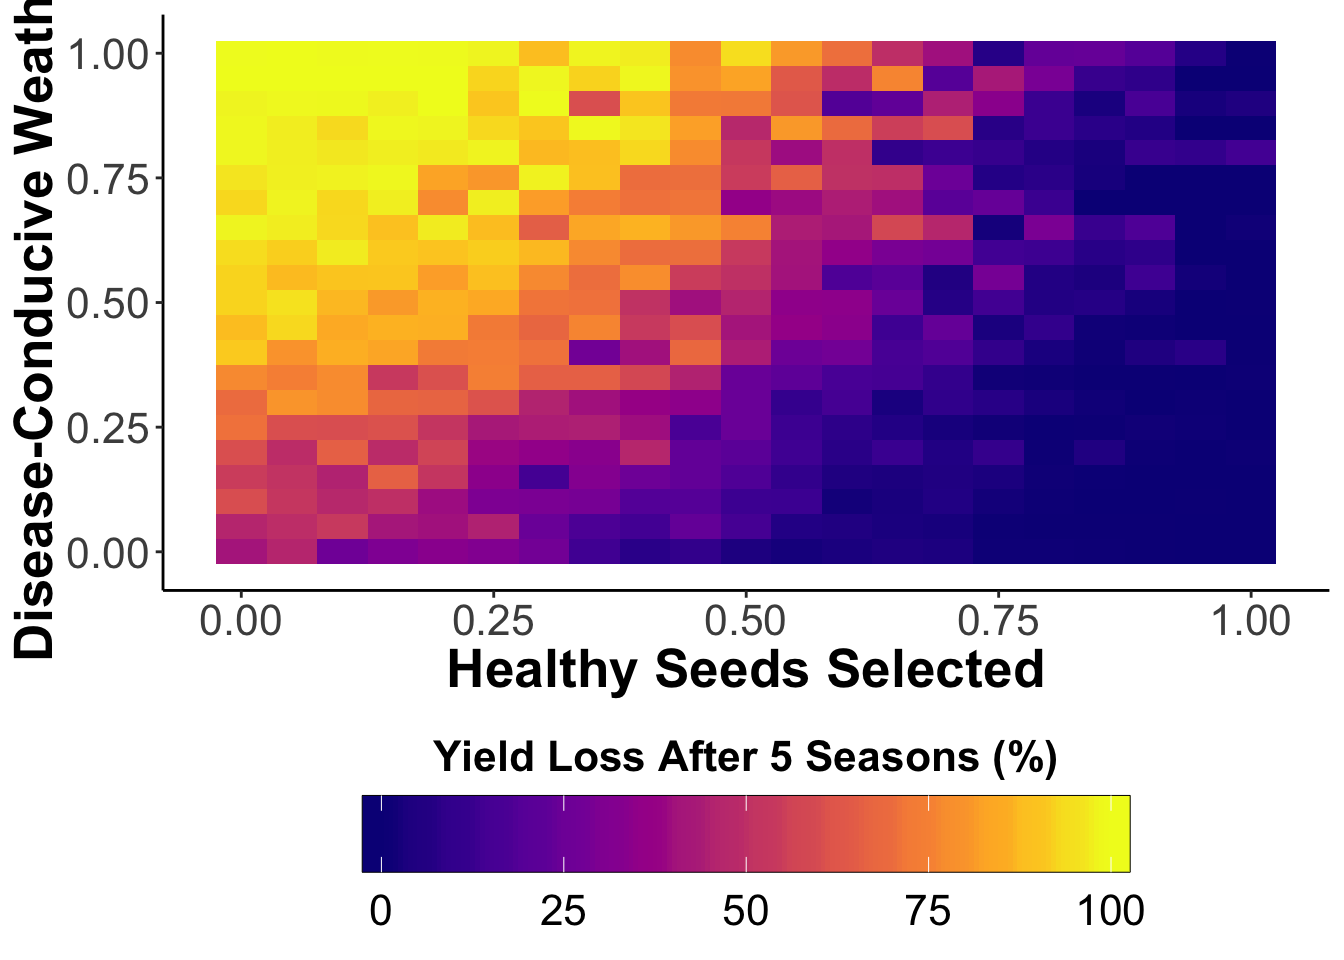 Disease-Conducive Weath
1.00
0.75
0.50
0.25
0.00
0.00 0.25 0.50 0.75 1.00
Healthy Seeds Selected
Yield Loss After 5 Seasons (%)
0 25 50 75 100